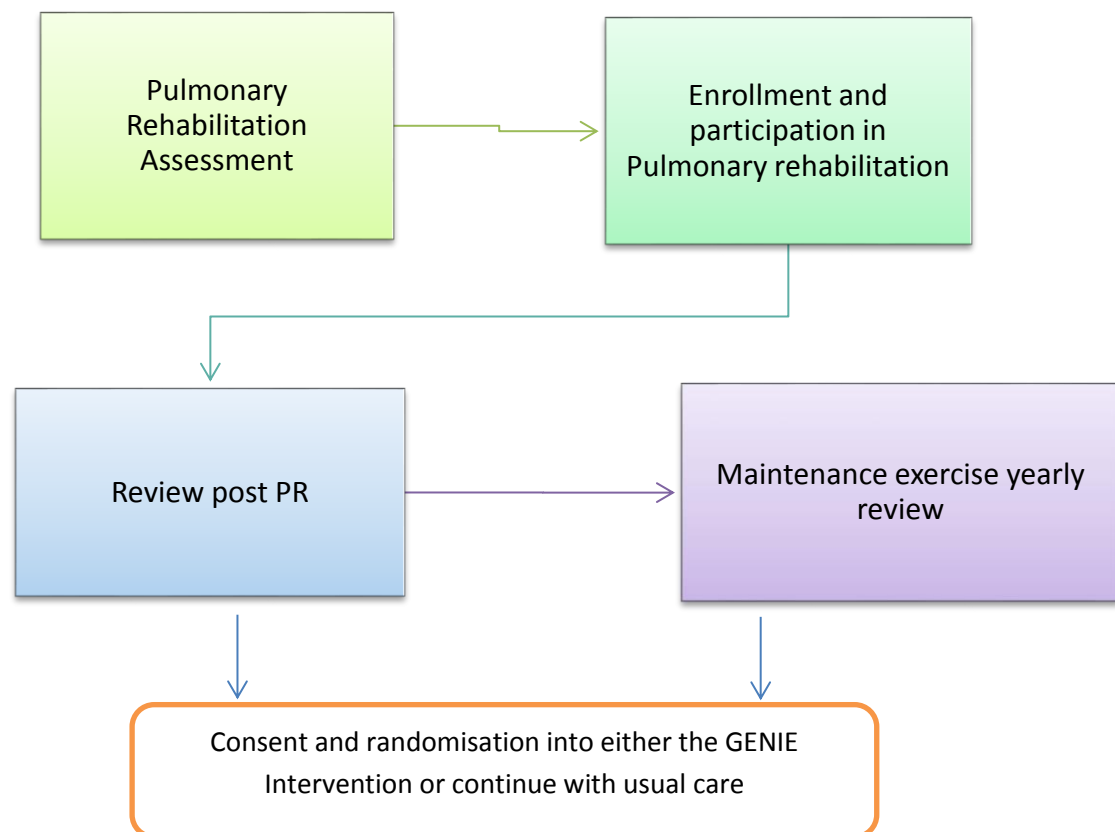 Pulmonary
Rehabilitation
Assessment
Enrollment and
participation in
Pulmonary rehabilitation
Review post PR
Maintenance exercise yearly
review
Consent and randomisation into either the GENIE
Intervention or continue with usual care